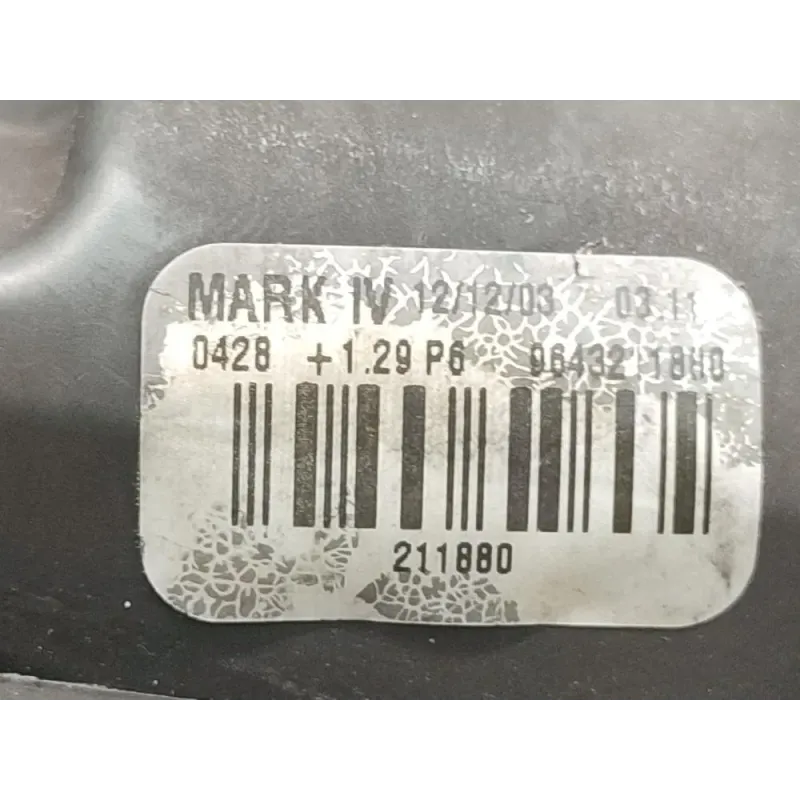 MARK IV 12/12/03 03.11
0428 +1.29 P6 96432 18H0
211880